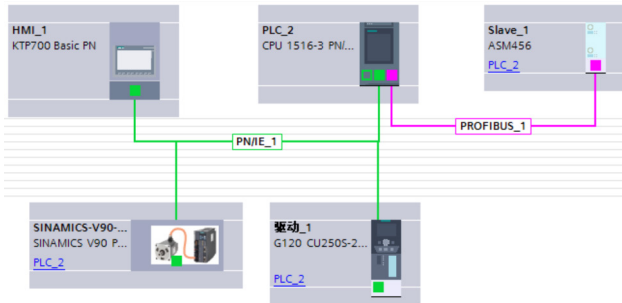 HMI_1
KTP700 Basic PN
PLC_2
CPU 1516-3 PN/...
Slave_1
ASM456
PLC_2
PROFIBUS_1
PN/IE_1
SINAMICS-V90-...
SINAMICS V90 P...
PLC_2
驱动_1
G120 CU250S-2...
PLC_2